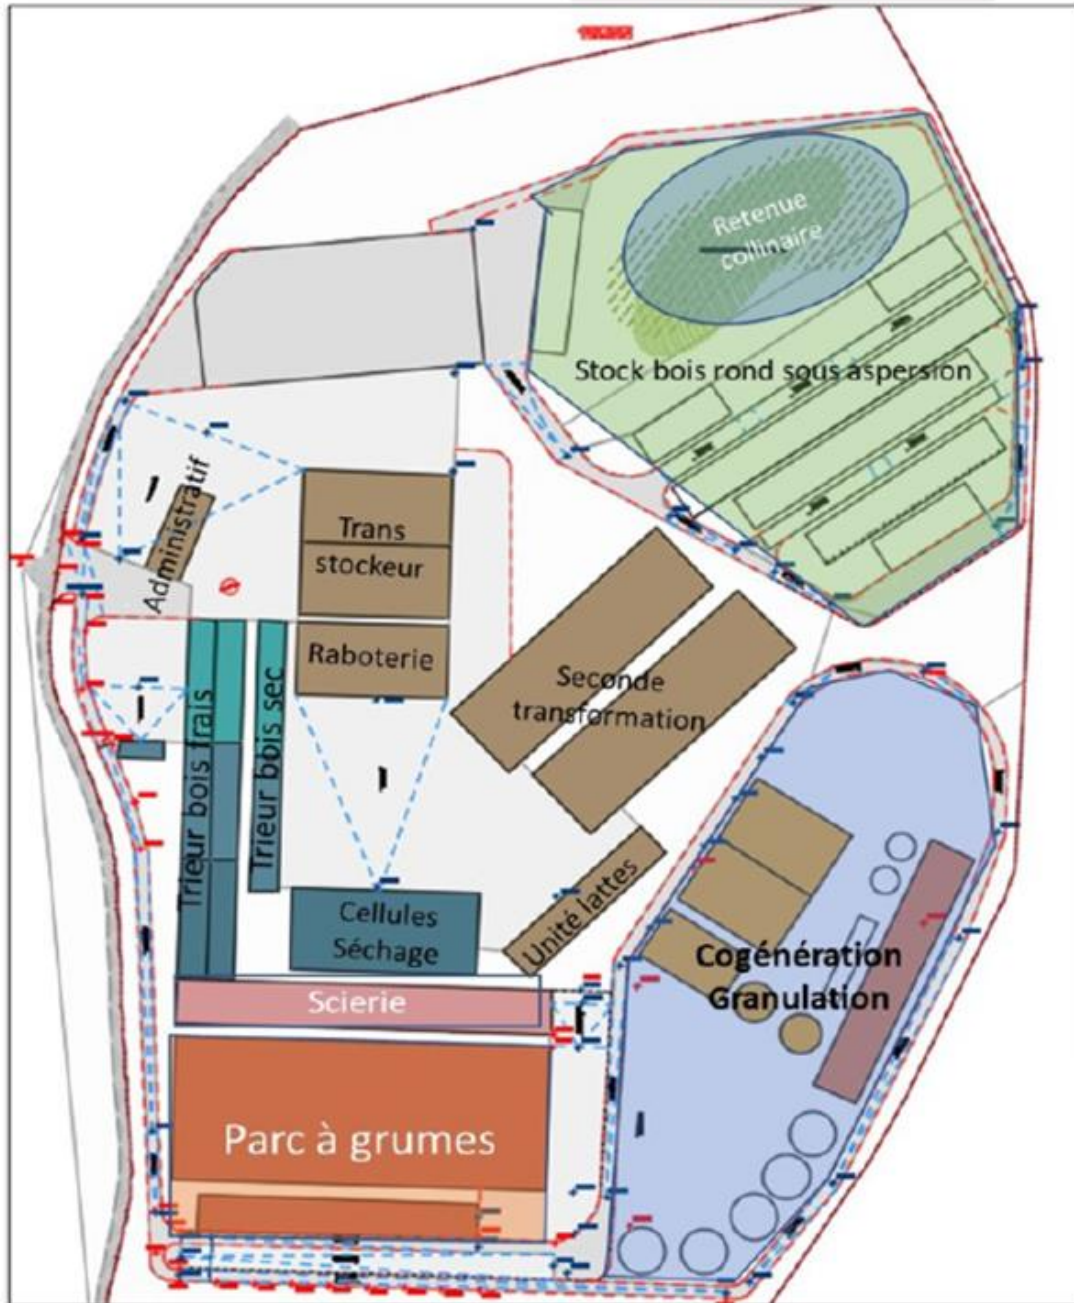 Retenue
collinaire
Stock bois rond sous aspersion
Administratif
Trans
stockeur
Raboterie
Seconde
transformation
Trieur bois frais
Trieur bois sec
Unité lattes
Cellules
Séchage
Cogénération
Granulation
Scierie
Parc à grumes